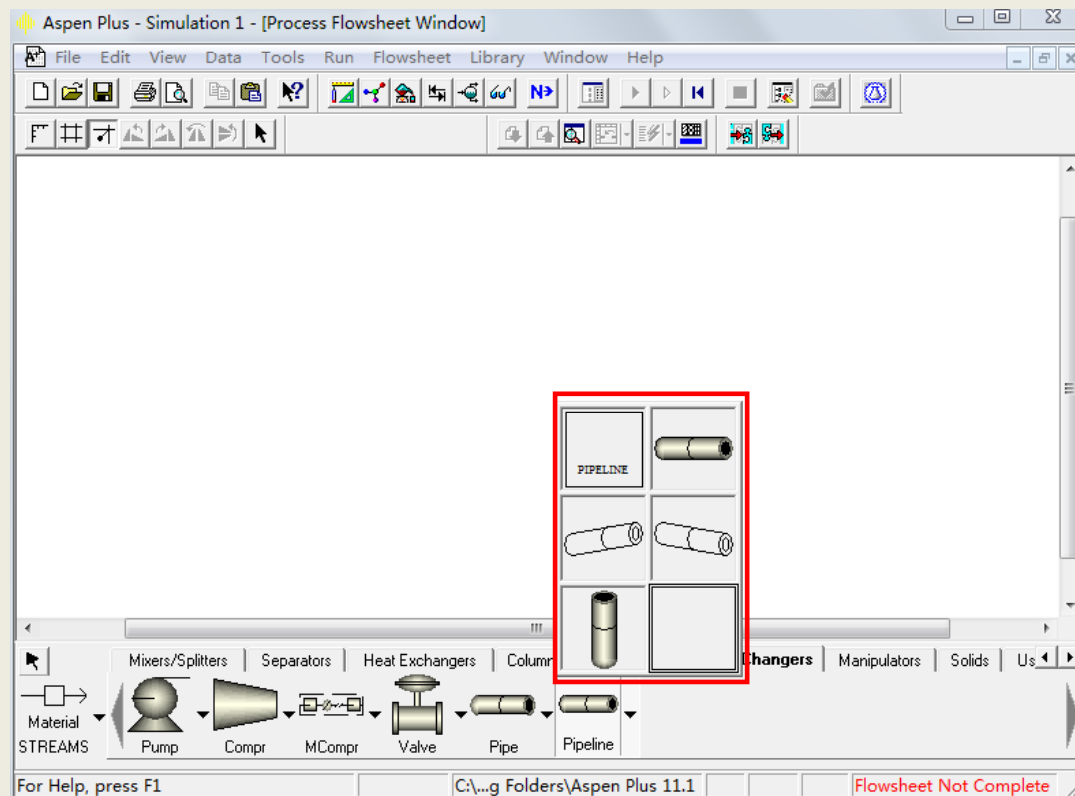 Aspen Plus - Simulation 1 - [Process Flowsheet Window]
File Edit View Data Tools Run Flowsheet Library Window Help
N
PIPELINE
Mixers/Splitters Separators Heat Exchangers Column Changers Manipulators Solids Us
Material
STREAMS Pump Compr MCompr Valve Pipe Pipeline
For Help, press F1 C:\...g Folders\Aspen Plus 11.1 Flowsheet Not Complete